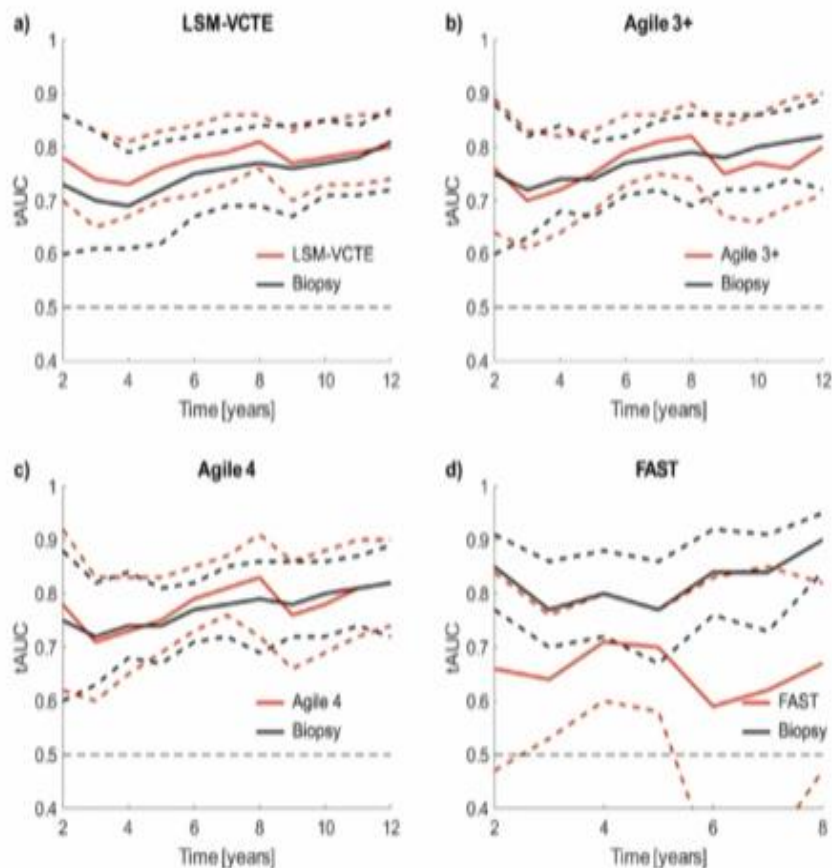 a) LSM-VCTE
1
0.9
0.8
0.7
0.6
0.5
0.4
tAUC
LSM-VCTE
Biopsy
2 4 6 8 10 12
Time [years]
b) Agile 3+
1
0.9
0.8
0.7
0.6
0.5
0.4
tAUC
Agile 3+
Biopsy
2 4 6 8 10 12
Time [years]
c) Agile 4
1
0.9
0.8
0.7
0.6
0.5
0.4
tAUC
Agile 4
Biopsy
2 4 6 8 10 12
Time [years]
d) FAST
1
0.9
0.8
0.7
0.6
0.5
0.4
tAUC
FAST
Biopsy
2 4 6 8
Time [years]